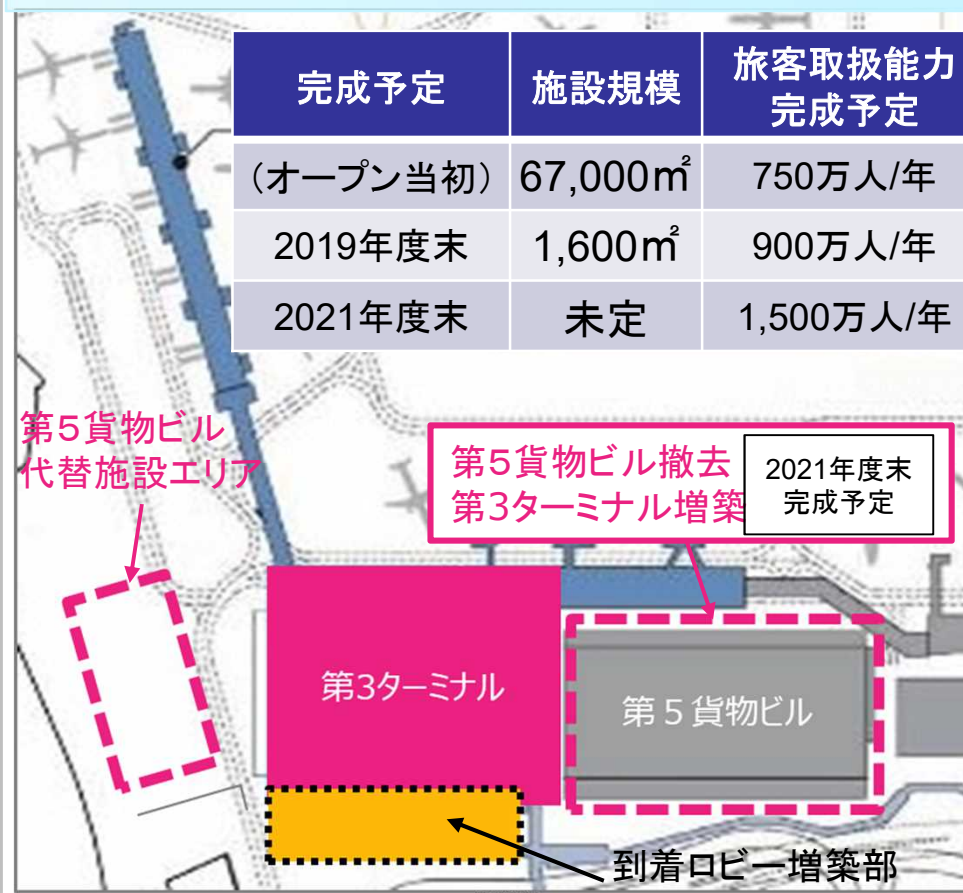 完成予定 施設規模 旅客取扱能力
完成予定
(オープン当初) 67,000㎡ 750万人/年
2019年度末 1,600㎡ 900万人/年
2021年度末 未定 1,500万人/年
第5貨物ビル
代替施設エリア
第5貨物ビル撤去
第3ターミナル増築
2021年度末
完成予定
第3ターミナル
第5貨物ビル
到着ロビー増築部